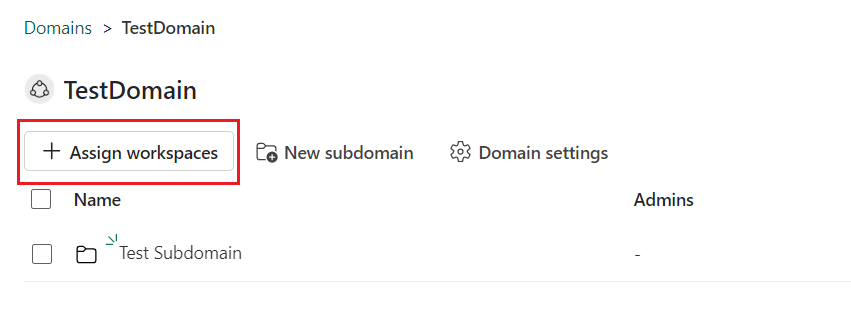 Domains > TestDomain
TestDomain
+ Assign workspaces New subdomain Domain settings
Name Admins
Test Subdomain -